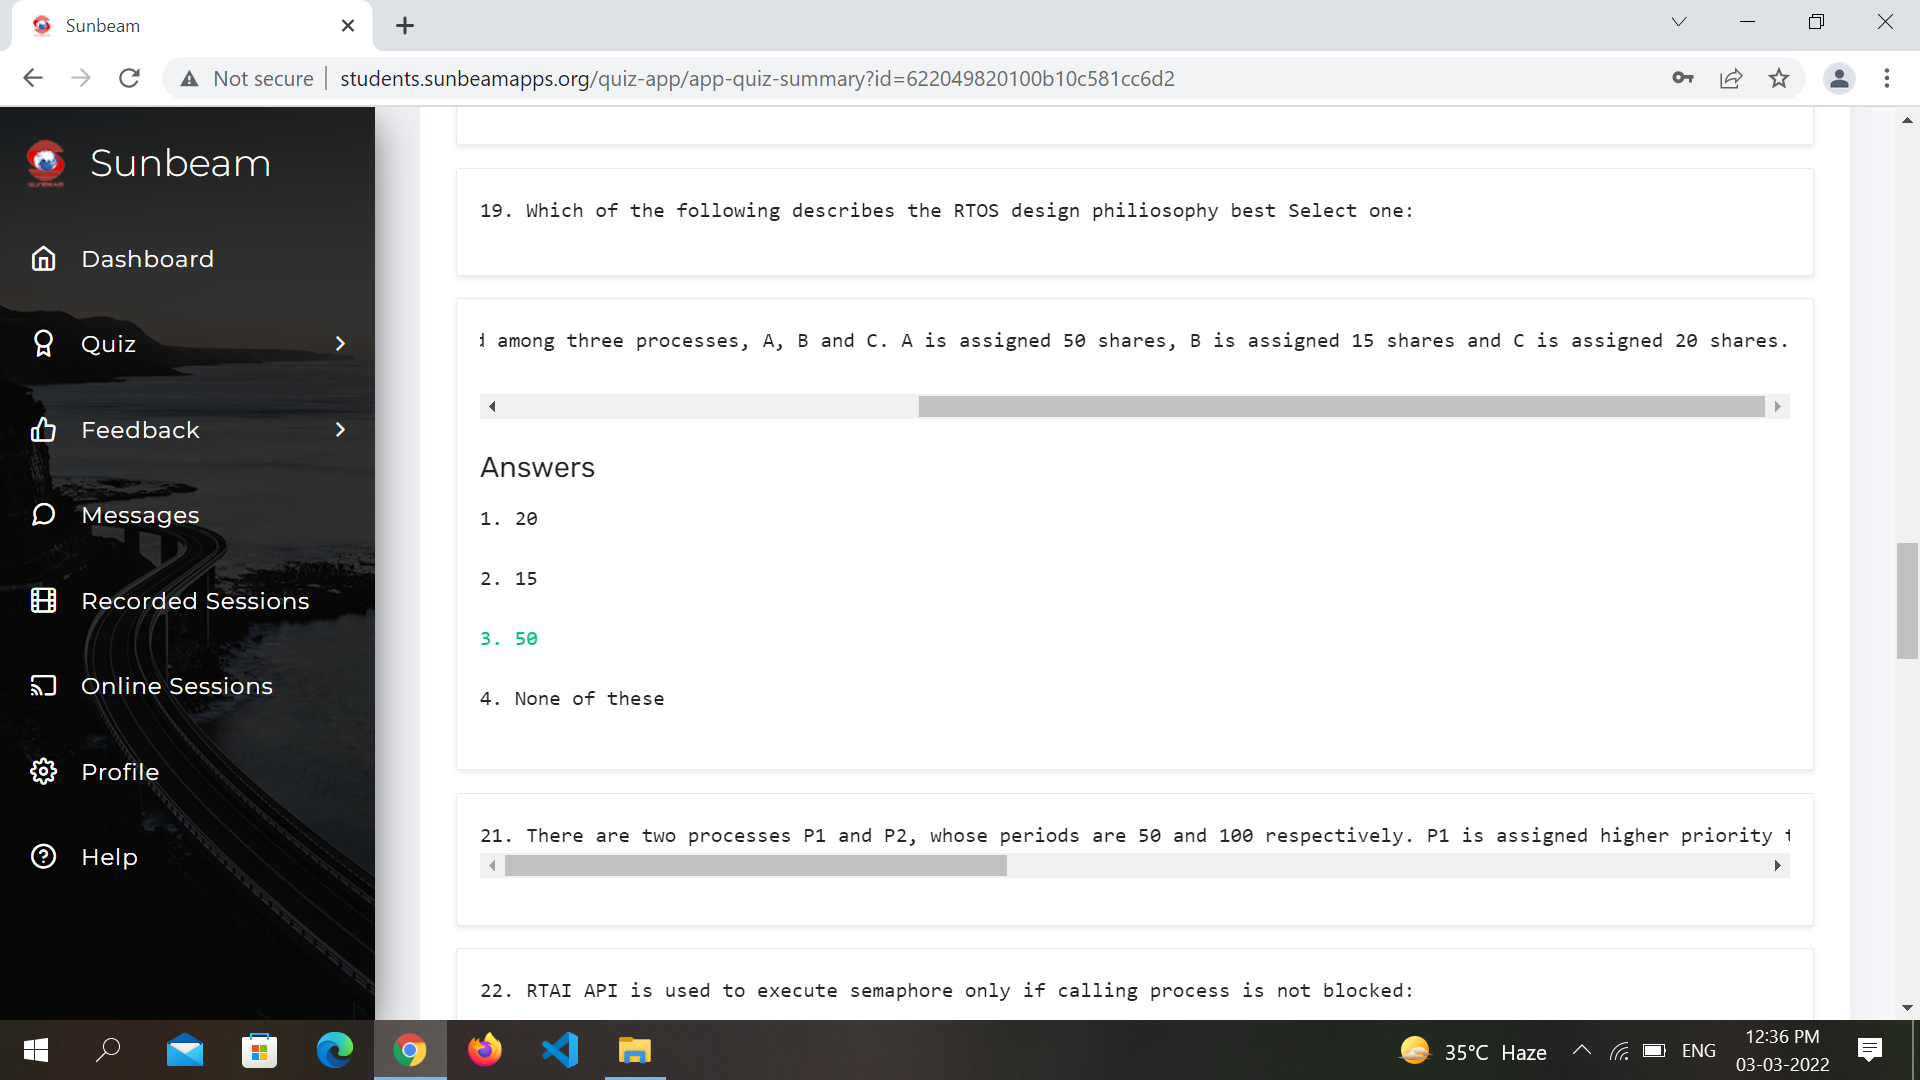 Sunbeam
Not secure
students.sunbeamapps.org/quiz-app/app-quiz-summary?id=622049820100b10c581cc6d2
SUNBEAM
Sunbeam
Dashboard
Quiz
Feedback
Messages
Recorded Sessions
Online Sessions
Profile
Help
19. Which of the following describes the RTOS design philiosophy best Select one:
d among three processes, A, B and C. A is assigned 50 shares, B is assigned 15 shares and C is assigned 20 shares.
Answers
1. 20
2. 15
3. 50
4. None of these
21. There are two processes P1 and P2, whose periods are 50 and 100 respectively. P1 is assigned higher priority t
22. RTAI API is used to execute semaphore only if calling process is not blocked:
35°C Haze
ENG
12:36 PM
03-03-2022